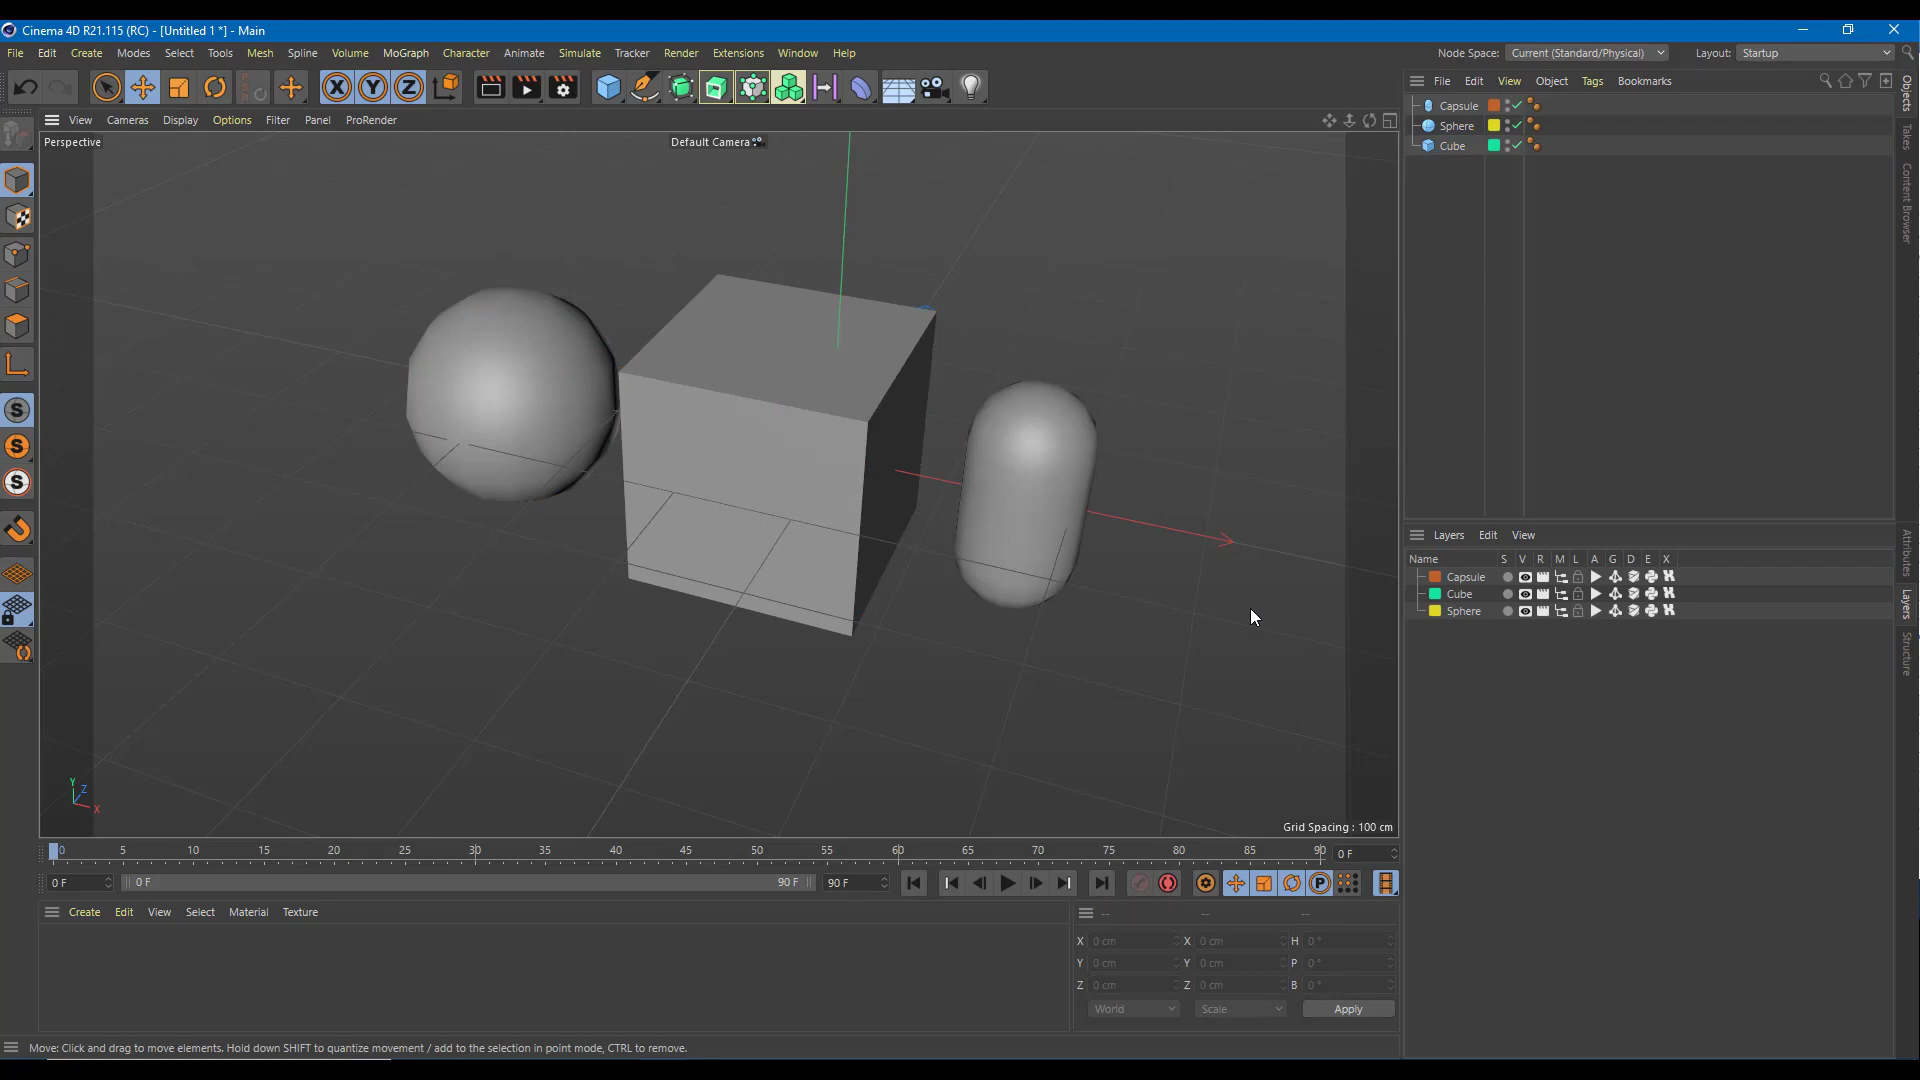 Cinema 4D R21.115 (RC) - [Untitled 1 *] - Main
File Edit Create Modes Select Tools Mesh Spline Volume MoGraph Character Animate Simulate Tracker Render Extensions Window Help Node Space: Current (Standard/Physical) Layout: Startup
X Y Z
File Edit View Object Tags Bookmarks
View Cameras Display Options Filter Panel ProRender
Perspective
Default Camera
Capsule
Sphere
Cube
Objects
Takes
Content Browser
S
S
S
Layers Edit View
Name S V R M L A G D E X
Capsule
Cube
Sphere
Attributes
Layers
Structure
Y
Z
X
Grid Spacing : 100 cm
0 5 10 15 20 25 30 35 40 45 50 55 60 65 70 75 80 85 90 0 F
0 F 0 F 90 F 90 F P
Create Edit View Select Material Texture
-- -- --
X 0 cm X 0 cm H 0 °
Y 0 cm Y 0 cm P 0 °
Z 0 cm Z 0 cm B 0 °
World Scale Apply
Move: Click and drag to move elements. Hold down SHIFT to quantize movement / add to the selection in point mode, CTRL to remove.